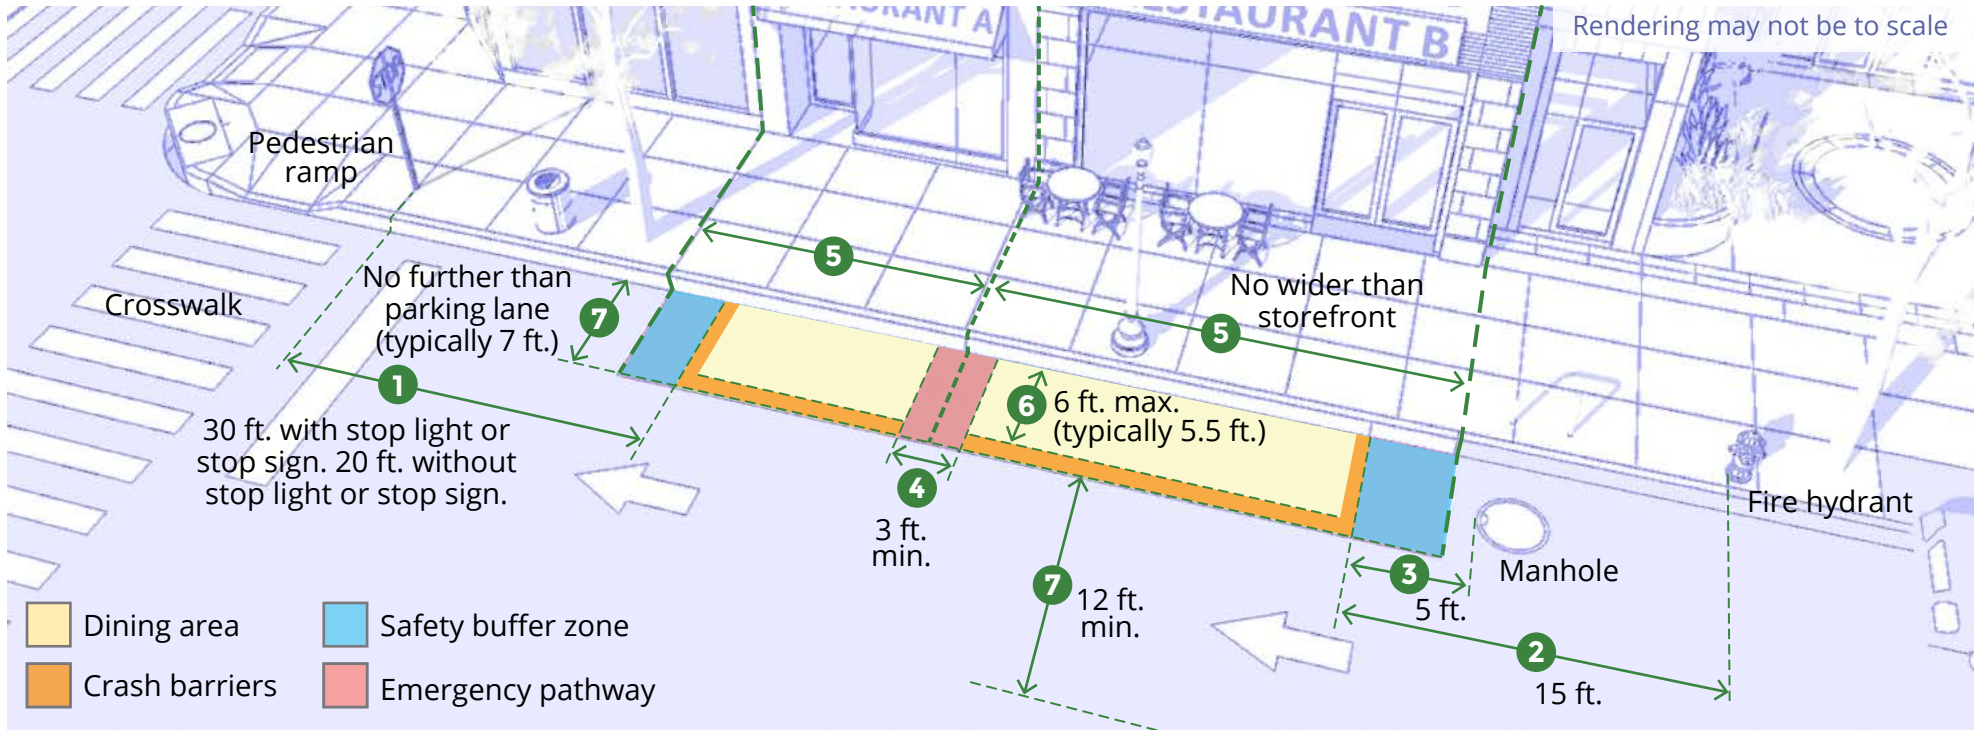 RESTAURANT B
Rendering may not be to scale
Pedestrian
ramp
Crosswalk
No further than
parking lane
(typically 7 ft.)
7
5
No wider than
storefront
5
1
30 ft. with stop light or
stop sign. 20 ft. without
stop light or stop sign.
6
6 ft. max.
(typically 5.5 ft.)
4
3 ft.
min.
7
12 ft.
min.
Fire hydrant
Manhole
3
5 ft.
2
15 ft.
Dining area
Safety buffer zone
Crash barriers
Emergency pathway